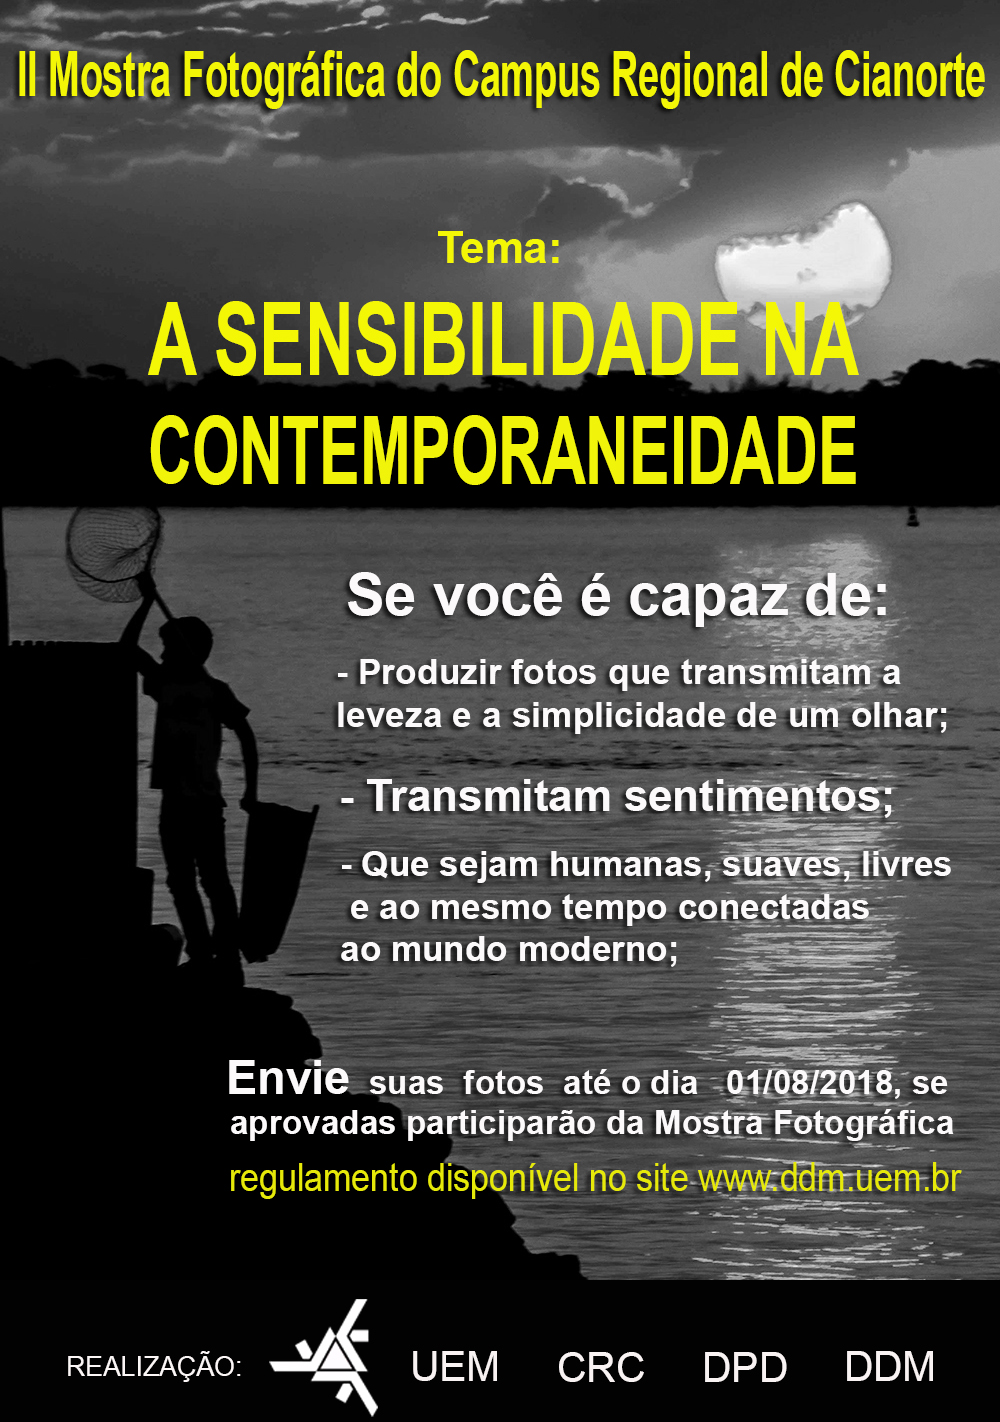 II Mostra Fotográfica do Campus Regional de Cianorte
Tema:
A SENSIBILIDADE NA
CONTEMPORANEIDADE
Se você é capaz de:
- Produzir fotos que transmitam a
leveza e a simplicidade de um olhar;
- Transmitam sentimentos;
- Que sejam humanas, suaves, livres
e ao mesmo tempo conectadas
ao mundo moderno;
Envie suas fotos até o dia 01/08/2018, se
aprovadas participarão da Mostra Fotográfica
regulamento disponível no site www.ddm.uem.br
REALIZAÇÃO: UEM CRC DPD DDM